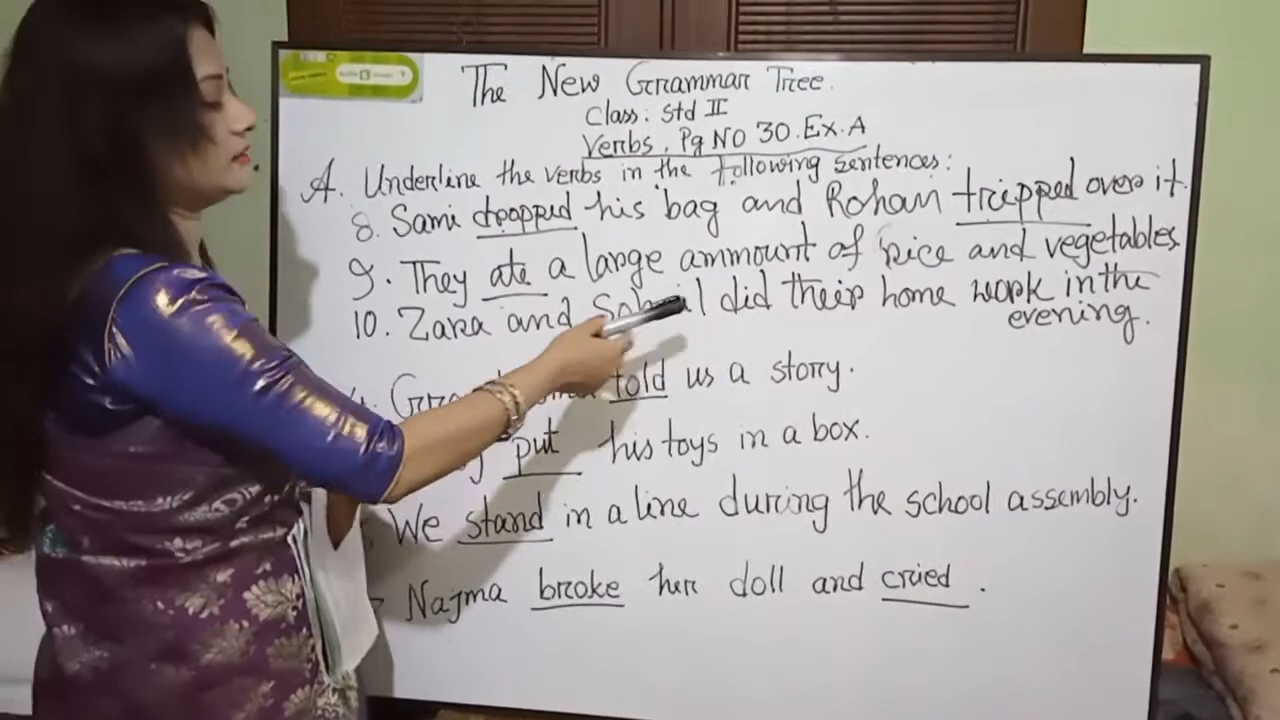 The New Grammar Tree.
Class: Std II
Verbs. Pg NO 30. Ex. A
A. Underline the verbs in the following sentences:
8. Sami dropped his bag and Rohan tripped over it.
9. They ate a large ammount of rice and vegetables
10. Zara and did their home work in the
evening.
told us a story.
put his toys in a box.
We stand in a line during the school assembly.
Najma broke her doll and cried.